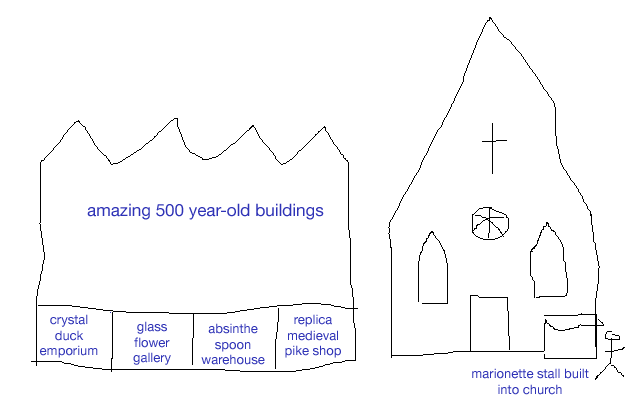 amazing 500 year-old buildings
crystal
duck
emporium
glass
flower
gallery
absinthe
spoon
warehouse
replica
medieval
pike shop
marionette stall built
into church